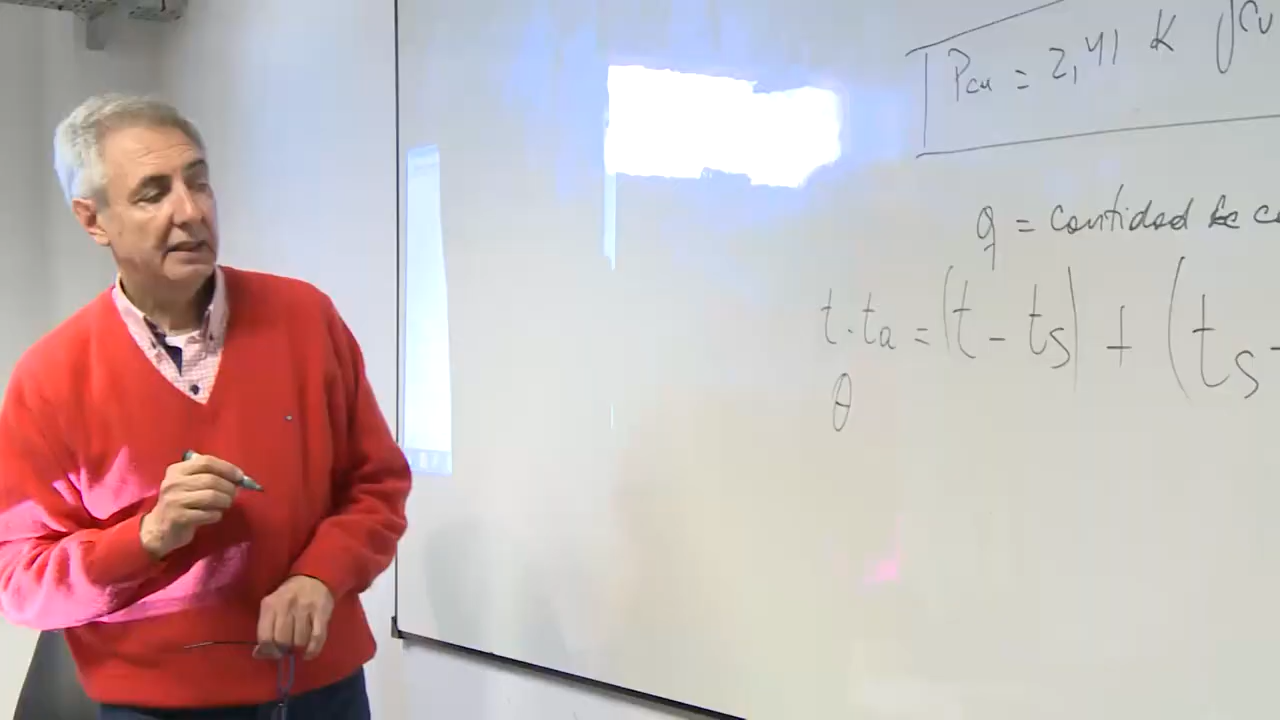 Pcu = 2,41 K
q = cantidad de
t - ta = (t - ts) + (ts -
θ